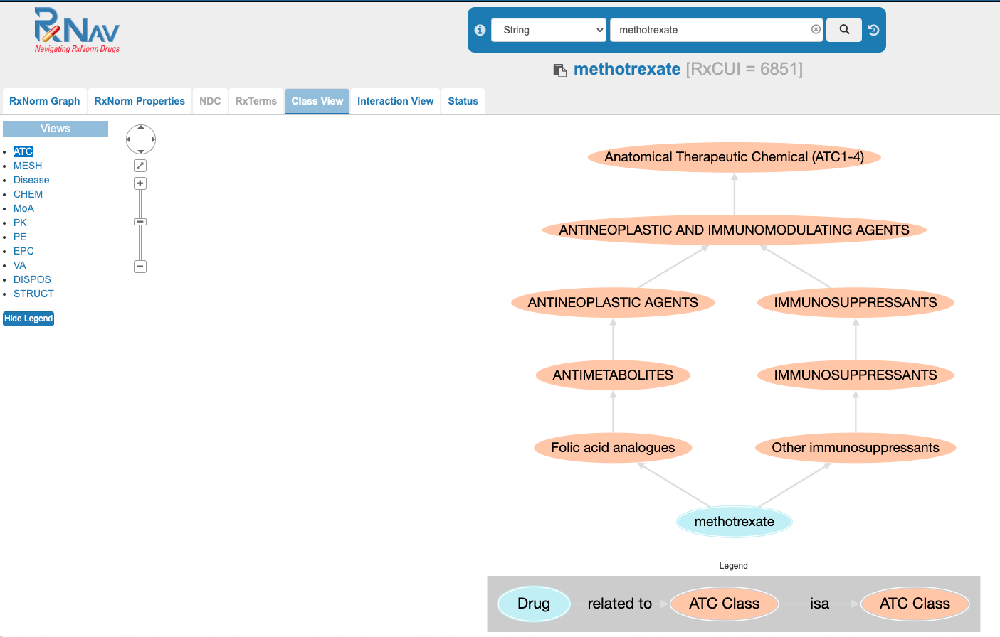 RxNav
Navigating RxNorm Drugs
String
methotrexate
methotrexate [RxCUI = 6851]
RxNorm Graph
RxNorm Properties
NDC
RxTerms
Class View
Interaction View
Status
Views
ATC
MESH
Disease
CHEM
MoA
PK
PE
EPC
VA
DISPOS
STRUCT
Hide Legend
Anatomical Therapeutic Chemical (ATC1-4)
ANTINEOPLASTIC AND IMMUNOMODULATING AGENTS
ANTINEOPLASTIC AGENTS
IMMUNOSUPPRESSANTS
ANTIMETABOLITES
IMMUNOSUPPRESSANTS
Folic acid analogues
Other immunosuppressants
methotrexate
Legend
Drug
related to
ATC Class
isa
ATC Class